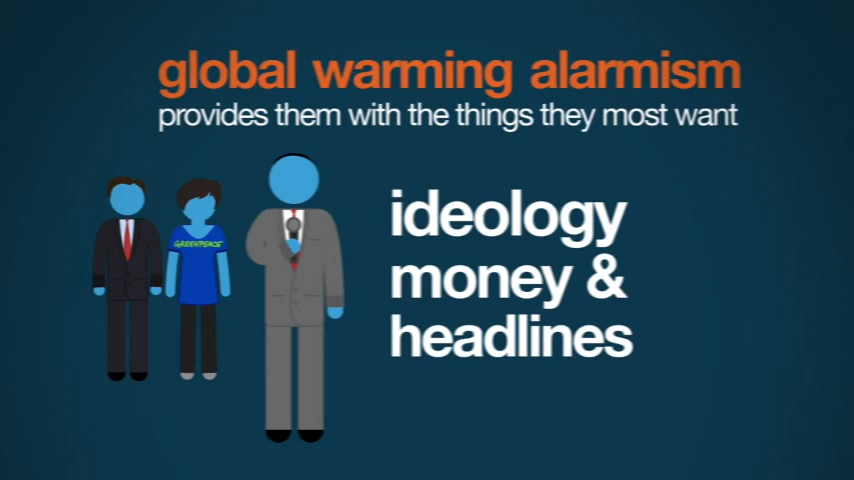 global warming alarmism
provides them with the things they most want
GREENPEACE
ideology
money &
headlines